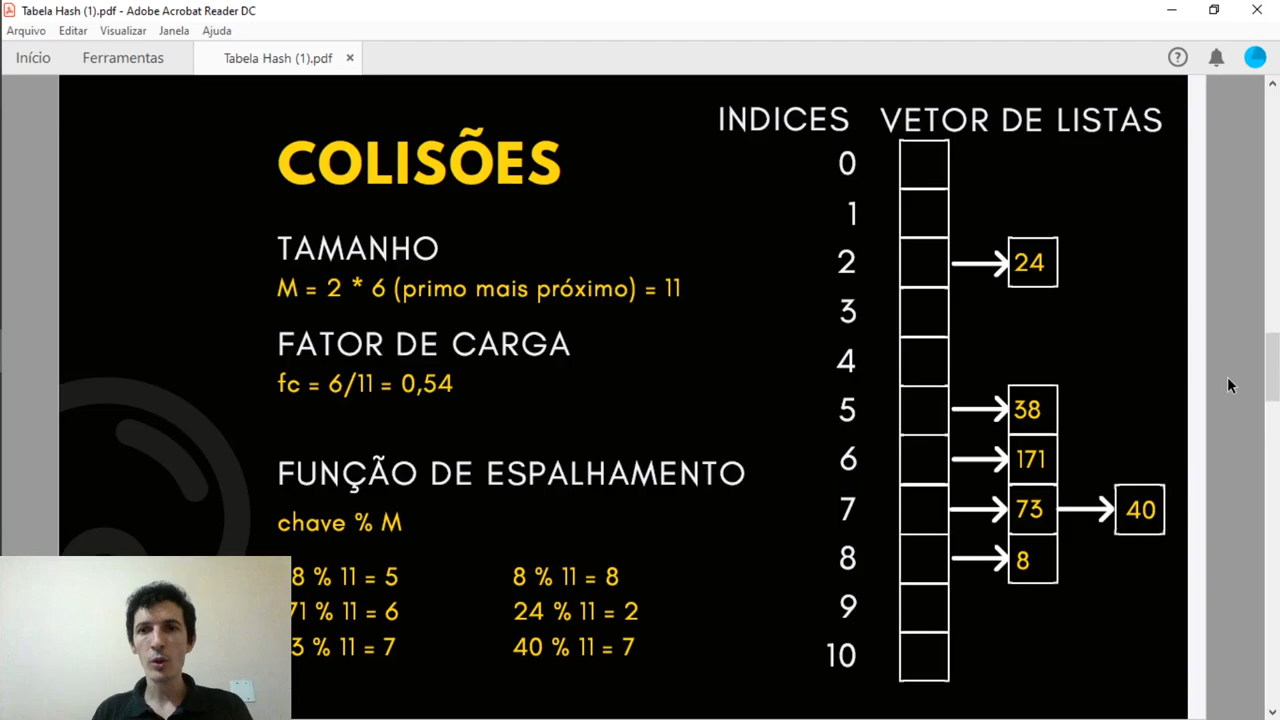 Tabela Hash (1).pdf - Adobe Acrobat Reader DC
Arquivo Editar Visualizar Janela Ajuda
Início Ferramentas Tabela Hash (1).pdf
COLISÕES
TAMANHO
M = 2 * 6 (primo mais próximo) = 11
FATOR DE CARGA
fc = 6/11 = 0,54
FUNÇÃO DE ESPALHAMENTO
chave % M
8 % 11 = 5
71 % 11 = 6
3 % 11 = 7
8 % 11 = 8
24 % 11 = 2
40 % 11 = 7
INDICES VETOR DE LISTAS
0
1
2 24
3
4
5 38
6 171
7 73 40
8 8
9
10